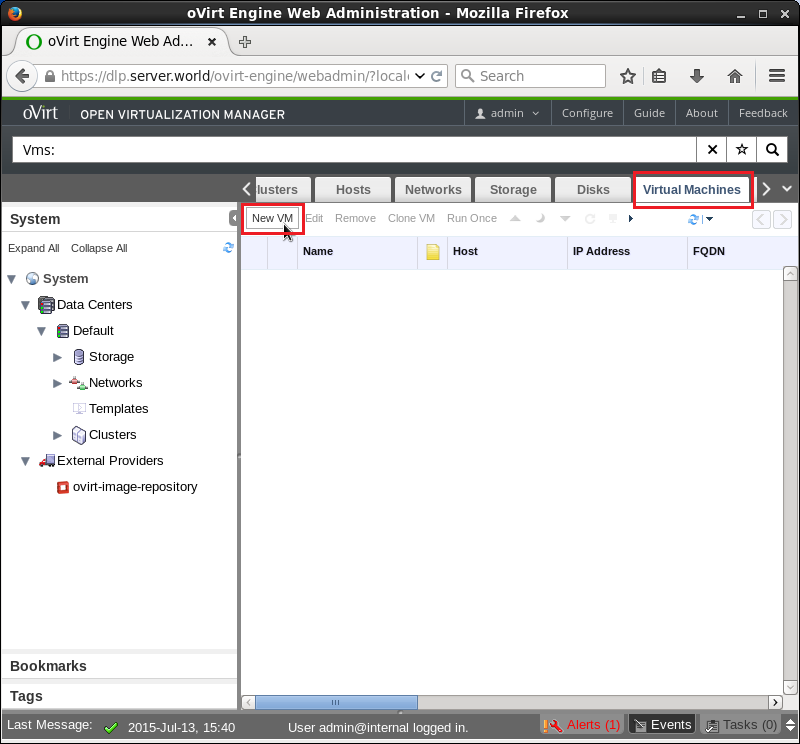 oVirt Engine Web Administration - Mozilla Firefox
oVirt Engine Web Ad...
https://dlp.server.world/ovirt-engine/webadmin/?local
Search
oVirt OPEN VIRTUALIZATION MANAGER
admin Configure Guide About Feedback
Vms:
lusters Hosts Networks Storage Disks Virtual Machines
System
New VM Edit Remove Clone VM Run Once
Expand All Collapse All
Name Host IP Address FQDN
System
Data Centers
Default
Storage
Networks
Templates
Clusters
External Providers
ovirt-image-repository
Bookmarks
Tags
Last Message: 2015-Jul-13, 15:40 User admin@internal logged in. Alerts (1) Events Tasks (0)